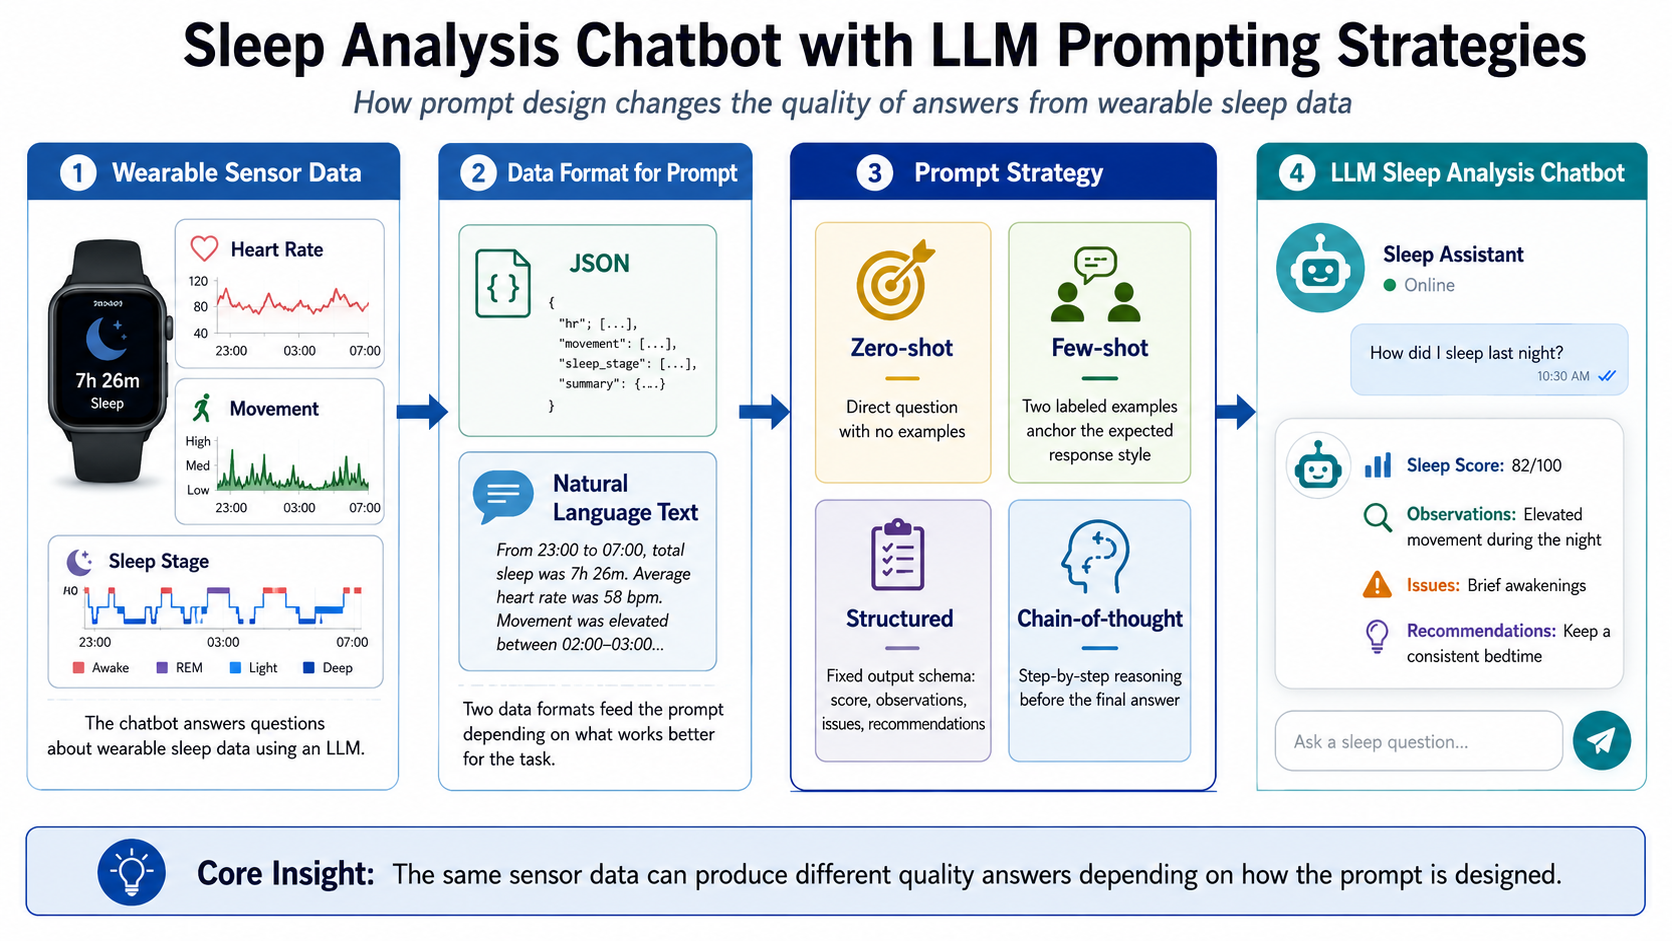 Sleep Analysis Chatbot with LLM Prompting Strategies
How prompt design changes the quality of answers from wearable sleep data
1 Wearable Sensor Data
7h 26m
Sleep
Heart Rate
120
80
40
23:00 03:00 07:00
Movement
High
Med
Low
23:00 03:00 07:00
Sleep Stage
23:00 03:00 07:00
Awake REM Light Deep
The chatbot answers questions
about wearable sleep data using an LLM.
2 Data Format for Prompt
{ }
JSON
{
"hr"; [...],
"movement": [...],
"sleep_stage": [...],
"summary": {...}
}
Natural
Language Text
From 23:00 to 07:00, total
sleep was 7h 26m. Average
heart rate was 58 bpm.
Movement was elevated
between 02:00–03:00...
Two data formats feed the prompt
depending on what works better
for the task.
3 Prompt Strategy
Zero-shot
Direct question
with no examples
Few-shot
Two labeled examples
anchor the expected
response style
Structured
Fixed output schema:
score, observations,
issues, recommendations
Chain-of-thought
Step-by-step reasoning
before the final answer
4 LLM Sleep Analysis Chatbot
Sleep Assistant
Online
How did I sleep last night?
10:30 AM
Sleep Score: 82/100
Observations: Elevated
movement during the night
Issues: Brief awakenings
Recommendations: Keep a
consistent bedtime
Ask a sleep question...
Core Insight: The same sensor data can produce different quality answers depending on how the prompt is designed.